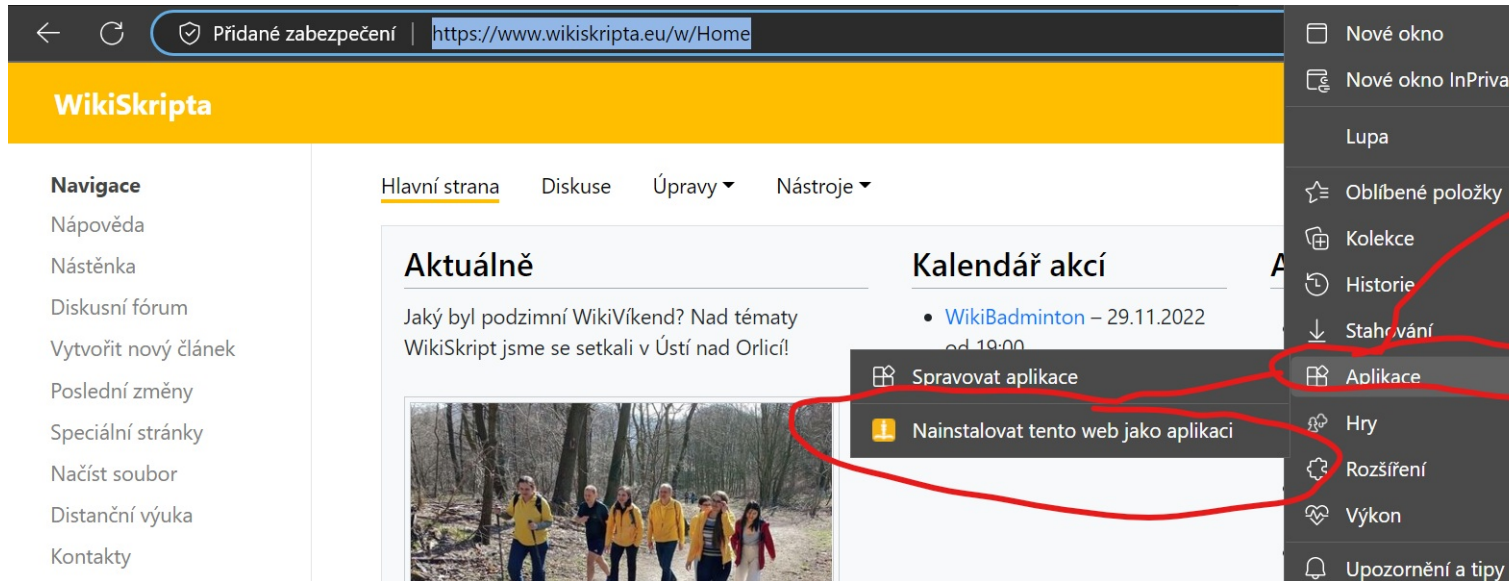 Přidané zabezpečení
https://www.wikiskripta.eu/w/Home
WikiSkripta
Navigace
Nápověda
Nástěnka
Diskusní fórum
Vytvořit nový článek
Poslední změny
Speciální stránky
Načíst soubor
Distanční výuka
Kontakty
Hlavní strana Diskuse Úpravy Nástroje
Aktuálně
Jaký byl podzimní WikiVíkend? Nad tématy
WikiSkript jsme se setkali v Ústí nad Orlicí!
Kalendář akcí
WikiBadminton – 29.11.2022
od 19:00
A
Spravovat aplikace
Nainstalovat tento web jako aplikaci
Nové okno
Nové okno InPriva
Lupa
Oblíbené položky
Kolekce
Historie
Stahování
Aplikace
Hry
Rozšíření
Výkon
Upozornění a tipy